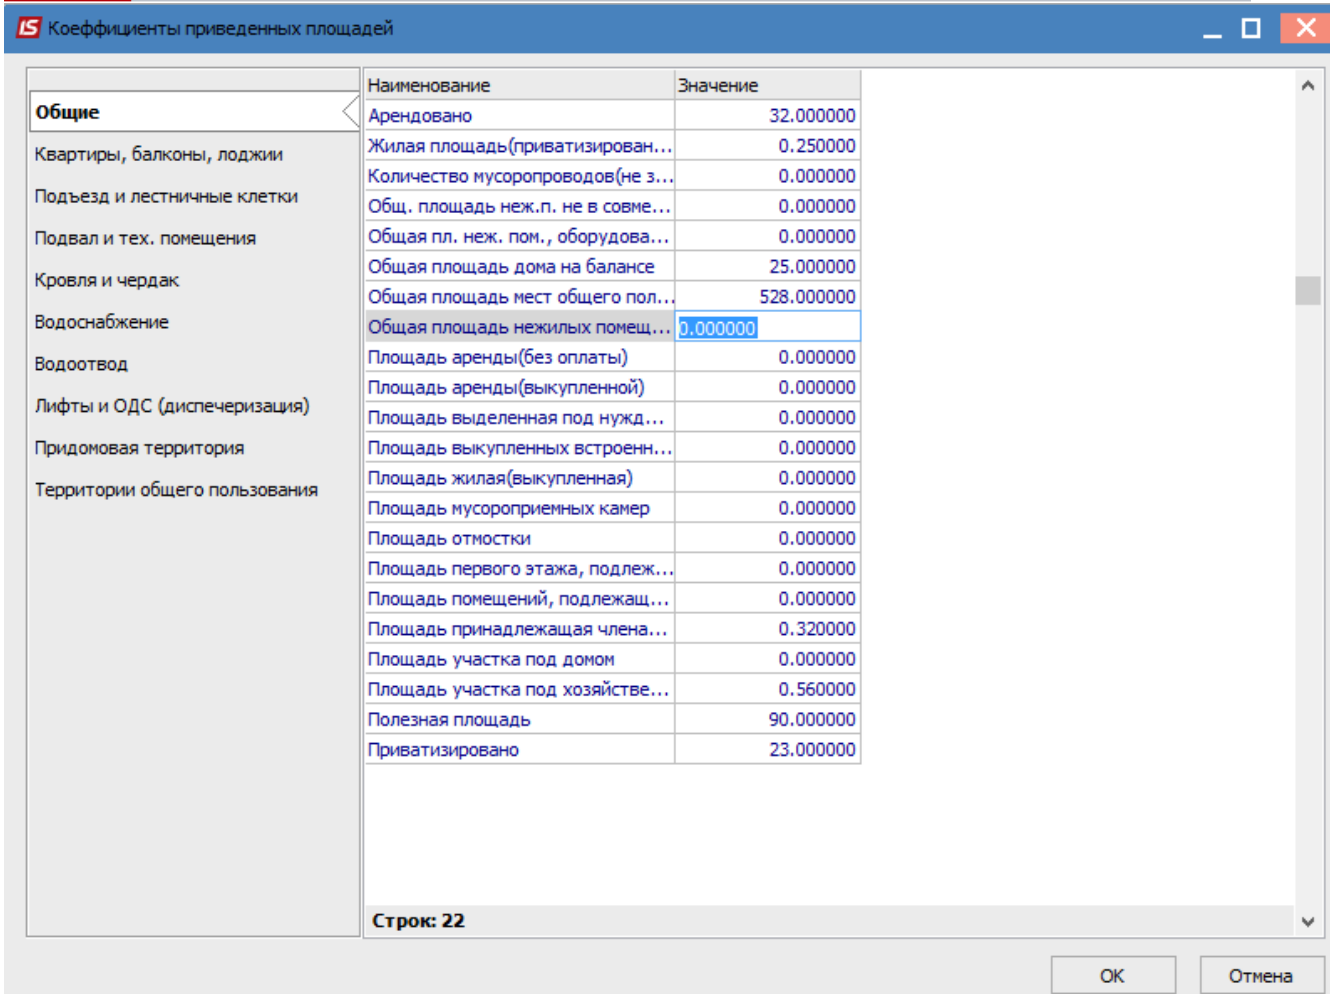 IS Коеффициенты приведенных площадей
Общие
Квартиры, балконы, лоджии
Подъезд и лестничные клетки
Подвал и тех. помещения
Кровля и чердак
Водоснабжение
Водоотвод
Лифты и ОДС (диспечеризация)
Придомовая территория
Территории общего пользования
Наименование Значение
Арендовано 32.000000
Жилая площадь(приватизирован... 0.250000
Количество мусоропроводов(не з... 0.000000
Общ. площадь неж.п. не в совме... 0.000000
Общая пл. неж. пом., оборудова... 0.000000
Общая площадь дома на балансе 25.000000
Общая площадь мест общего пол... 528.000000
Общая площадь нежилых помещ... 0.000000
Площадь аренды(без оплаты) 0.000000
Площадь аренды(выкупленной) 0.000000
Площадь выделенная под нужд... 0.000000
Площадь выкупленных встроенн... 0.000000
Площадь жилая(выкупленная) 0.000000
Площадь мусороприемных камер 0.000000
Площадь отмостки 0.000000
Площадь первого этажа, подлеж... 0.000000
Площадь помещений, подлежащ... 0.000000
Площадь принадлежащая члена... 0.320000
Площадь участка под домом 0.000000
Площадь участка под хозяйстве... 0.560000
Полезная площадь 90.000000
Приватизировано 23.000000
Строк: 22
ОК Отмена